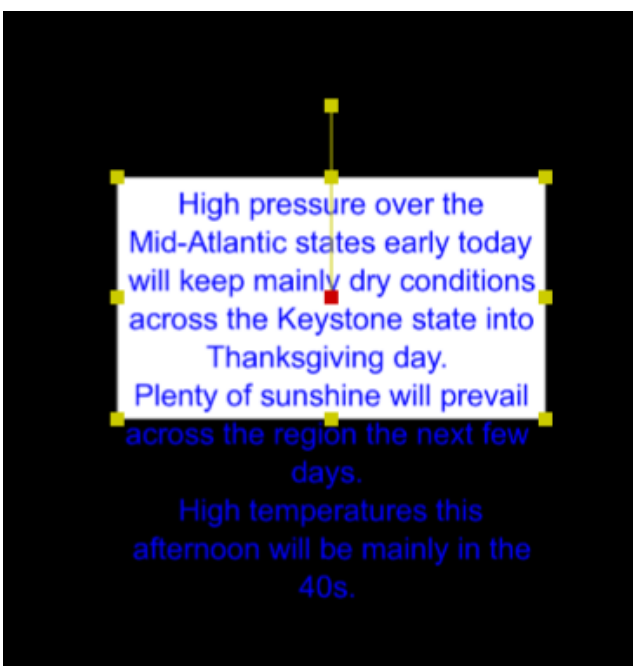 High pressure over the
Mid-Atlantic states early today
will keep mainly dry conditions
across the Keystone state into
Thanksgiving day.
Plenty of sunshine will prevail
across the region the next few
days.
High temperatures this
afternoon will be mainly in the
40s.